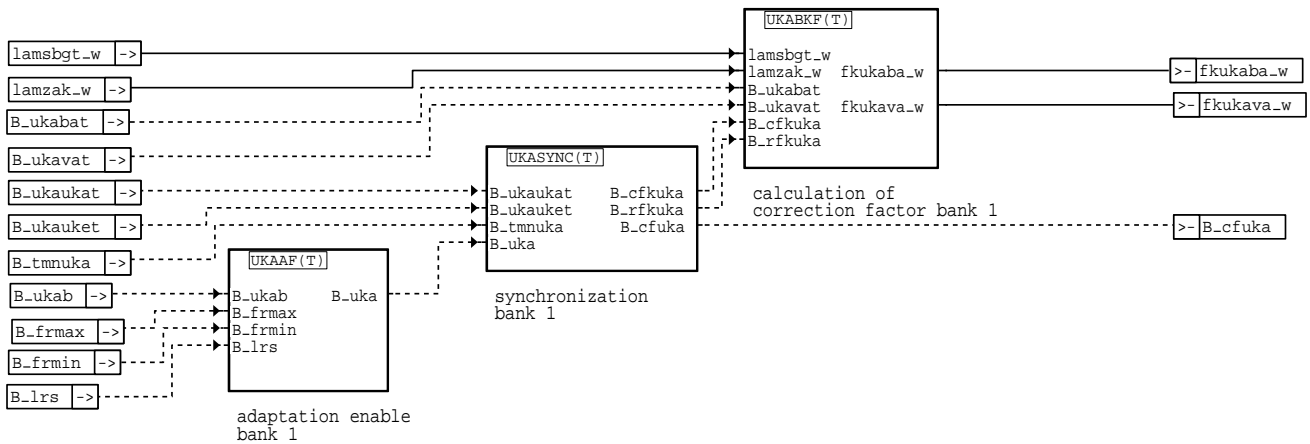 UKABKF(T)
lamsbgt_w ->
lamsbgt_w
lamzak_w fkukaba_w
>- fkukaba_w
lamzak_w ->
B_ukabat
B_ukavat fkukava_w
>- fkukava_w
B_ukabat ->
B_cfkuka
B_rfkuka
B_ukavat ->
UKASYNC(T)
B_ukaukat ->
B_ukaukat B_cfkuka
calculation of
correction factor bank 1
B_ukauket ->
B_ukauket B_rfkuka
B_tmnuka B_cfuka
>- B_cfuka
B_uka
B_tmnuka ->
UKAAF(T)
B_ukab ->
B_ukab B_uka
synchronization
bank 1
B_frmax
B_frmax ->
B_frmin
B_lrs
B_frmin ->
B_lrs ->
adaptation enable
bank 1